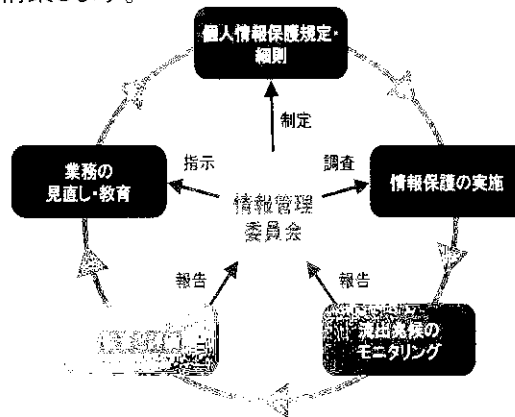 個人情報保護規定・
細則
制定
指示
調査
業務の
見直し・教育
情報管理
委員会
情報保護の実施
報告
報告
流出兆候の
モニタリング